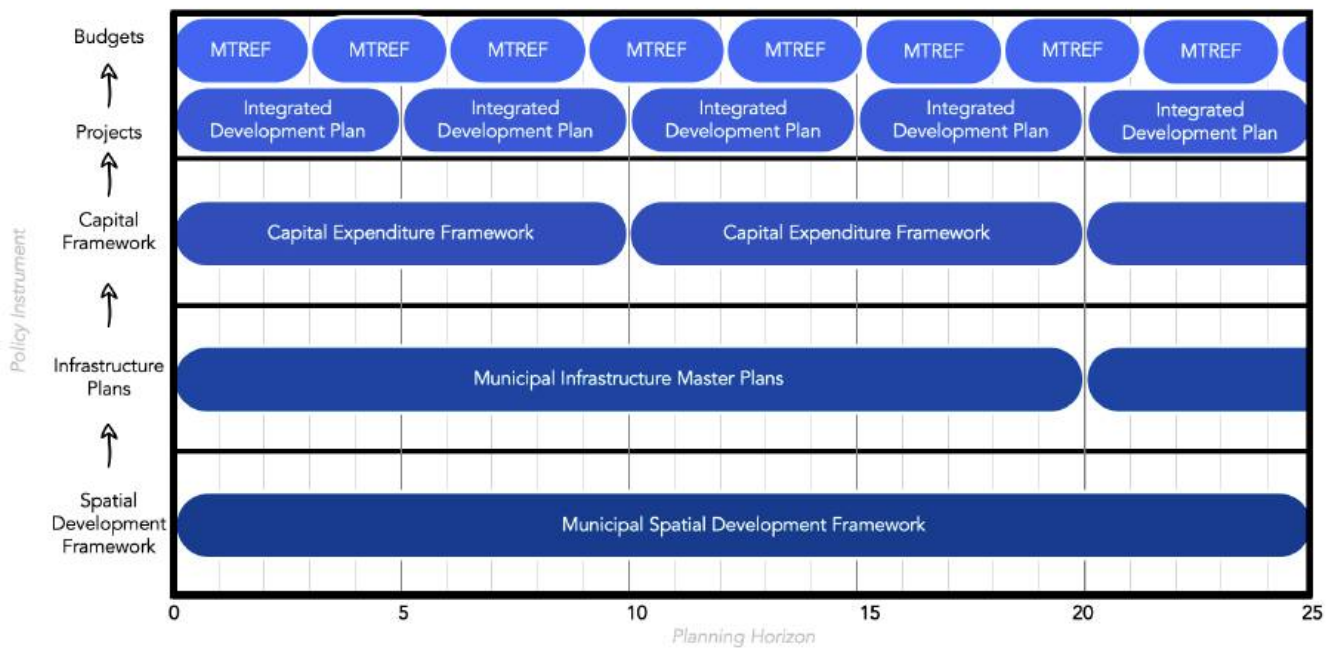 Budgets
MTREF
MTREF
MTREF
MTREF
MTREF
MTREF
MTREF
MTREF
Projects
Integrated
Development Plan
Integrated
Development Plan
Integrated
Development Plan
Integrated
Development Plan
Integrated
Development Plan
Policy Instrument
Capital
Framework
Capital Expenditure Framework
Capital Expenditure Framework
Infrastructure
Plans
Municipal Infrastructure Master Plans
Spatial
Development
Framework
Municipal Spatial Development Framework
0
5
10
15
20
25
Planning Horizon